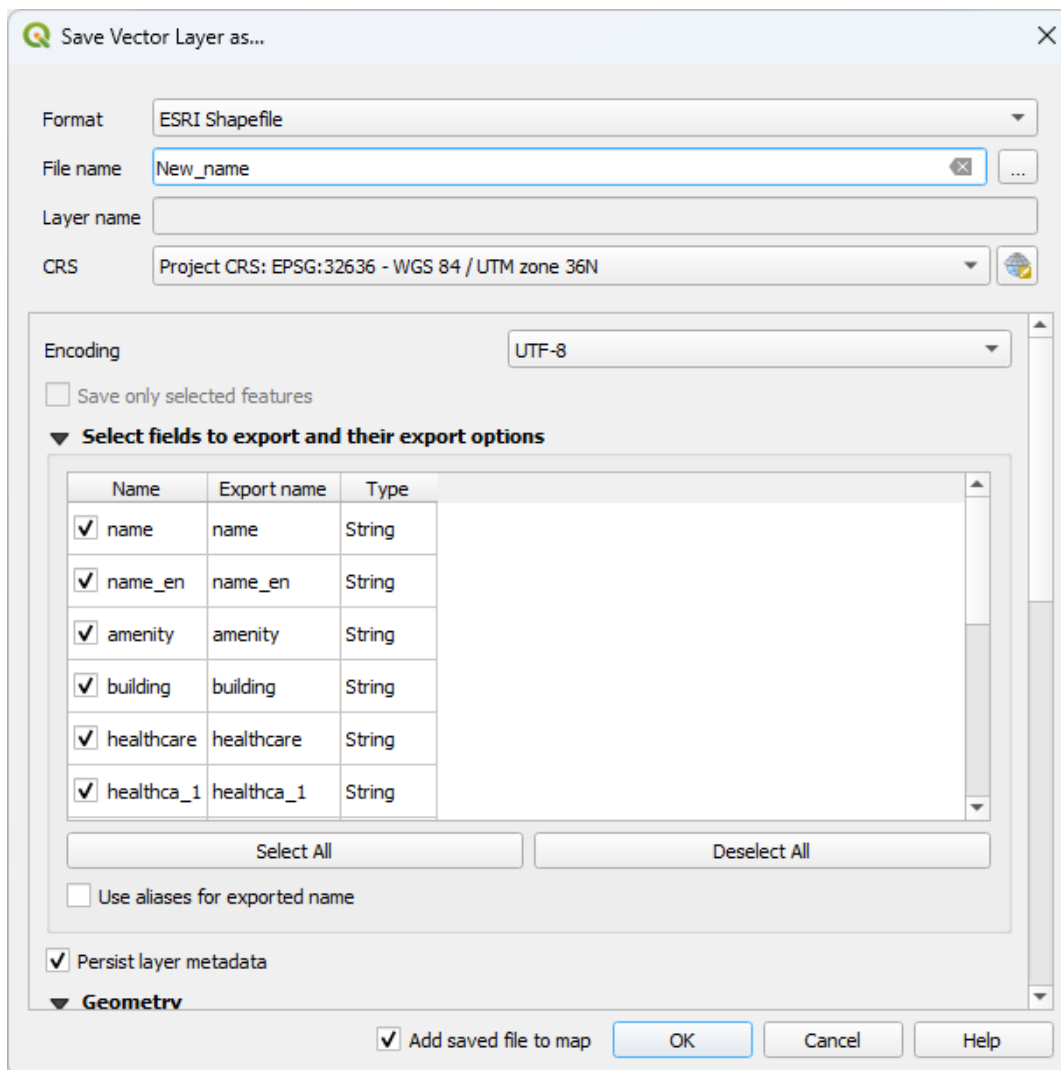 Save Vector Layer as...
Format ESRI Shapefile
File name New_name ...
Layer name
CRS Project CRS: EPSG:32636 - WGS 84 / UTM zone 36N
Encoding UTF-8
Save only selected features
Select fields to export and their export options
Name Export name Type
name name String
name_en name_en String
amenity amenity String
building building String
healthcare healthcare String
healthca_1 healthca_1 String
Select All Deselect All
Use aliases for exported name
Persist layer metadata
Geometry
Add saved file to map OK Cancel Help